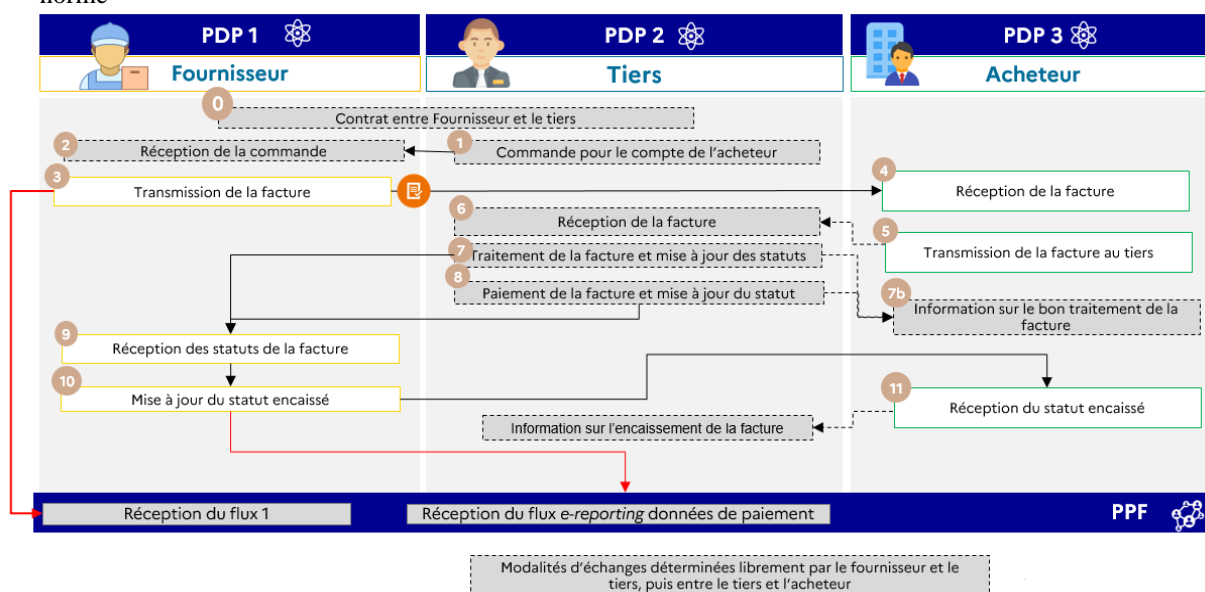 norme
PDP 1
PDP 2
PDP 3
Fournisseur
Tiers
Acheteur
0
Contrat entre Fournisseur et le tiers
2
Réception de la commande
1
Commande pour le compte de l'acheteur
3
Transmission de la facture
4
Réception de la facture
6
Réception de la facture
5
Transmission de la facture au tiers
7
Traitement de la facture et mise à jour des statuts
8
Paiement de la facture et mise à jour du statut
7b
Information sur le bon traitement de la
facture
9
Réception des statuts de la facture
10
Mise à jour du statut encaissé
11
Réception du statut encaissé
Information sur l'encaissement de la facture
Réception du flux 1
Réception du flux e-reporting données de paiement
PPF
Modalités d'échanges déterminées librement par le fournisseur et le
tiers, puis entre le tiers et l'acheteur